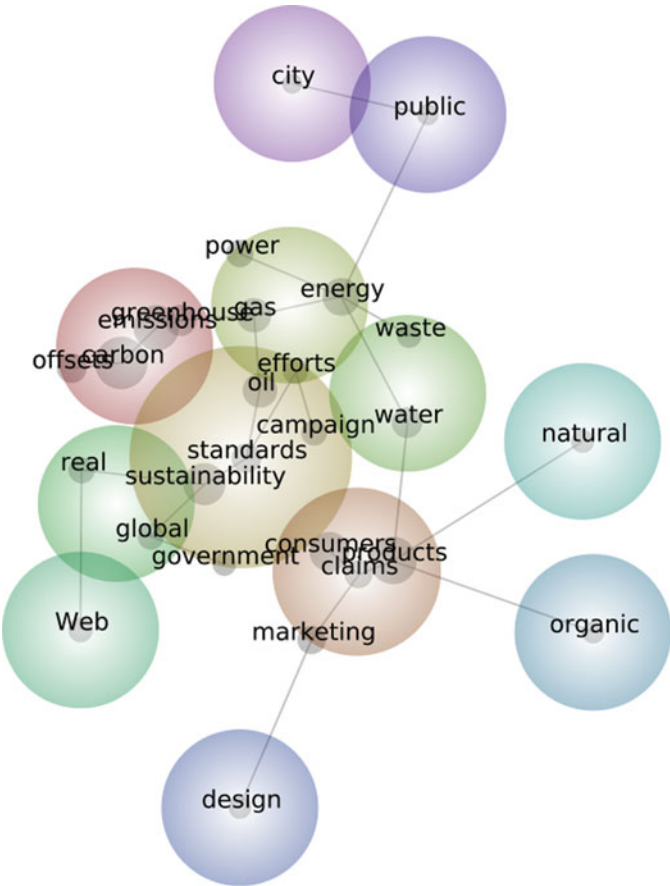 city
public
power
energy
gas
greenhouse
emissions
waste
offsets
carbon
efforts
oil
water
campaign
natural
standards
real
sustainability
global
consumers
products
government
claims
Web
organic
marketing
design